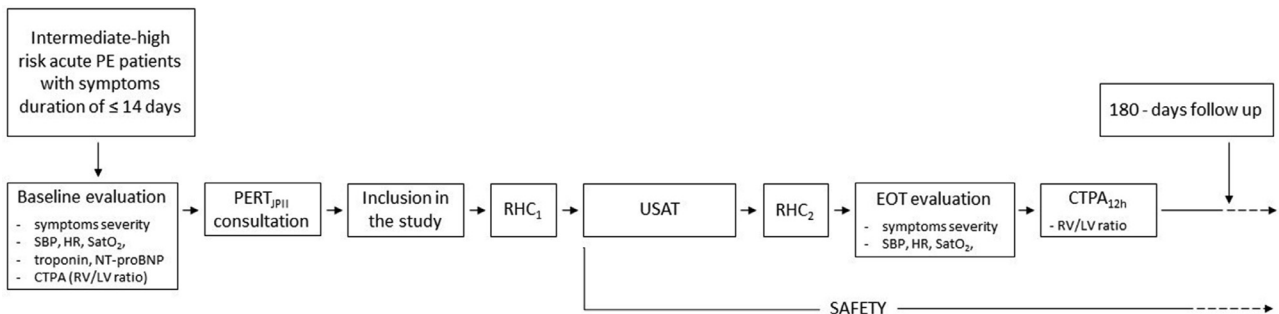 Intermediate-high
risk acute PE patients
with symptoms
duration of ≤ 14 days
180 - days follow up
Baseline evaluation
- symptoms severity
- SBP, HR, SatO₂,
- troponin, NT-proBNP
- CTPA (RV/LV ratio)
PERT_JPII
consultation
Inclusion in
the study
RHC₁
USAT
RHC₂
EOT evaluation
- symptoms severity
- SBP, HR, SatO₂,
CTPA₁₂ₕ
- RV/LV ratio
SAFETY